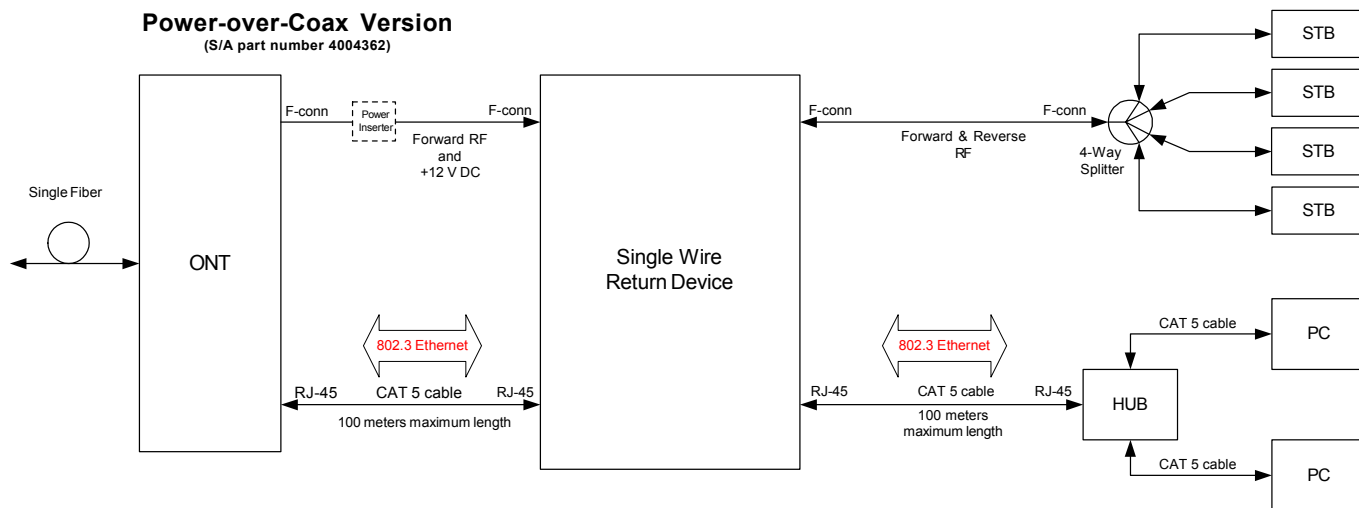 Power-over-Coax Version
(S/A part number 4004362)
Single Fiber
ONT
F-conn
Power
Inserter
F-conn
Forward RF
and
+12 V DC
802.3 Ethernet
RJ-45
CAT 5 cable
RJ-45
100 meters maximum length
Single Wire
Return Device
F-conn
F-conn
Forward & Reverse
RF
4-Way
Splitter
STB
STB
STB
STB
802.3 Ethernet
RJ-45
CAT 5 cable
RJ-45
100 meters
maximum length
HUB
CAT 5 cable
PC
CAT 5 cable
PC